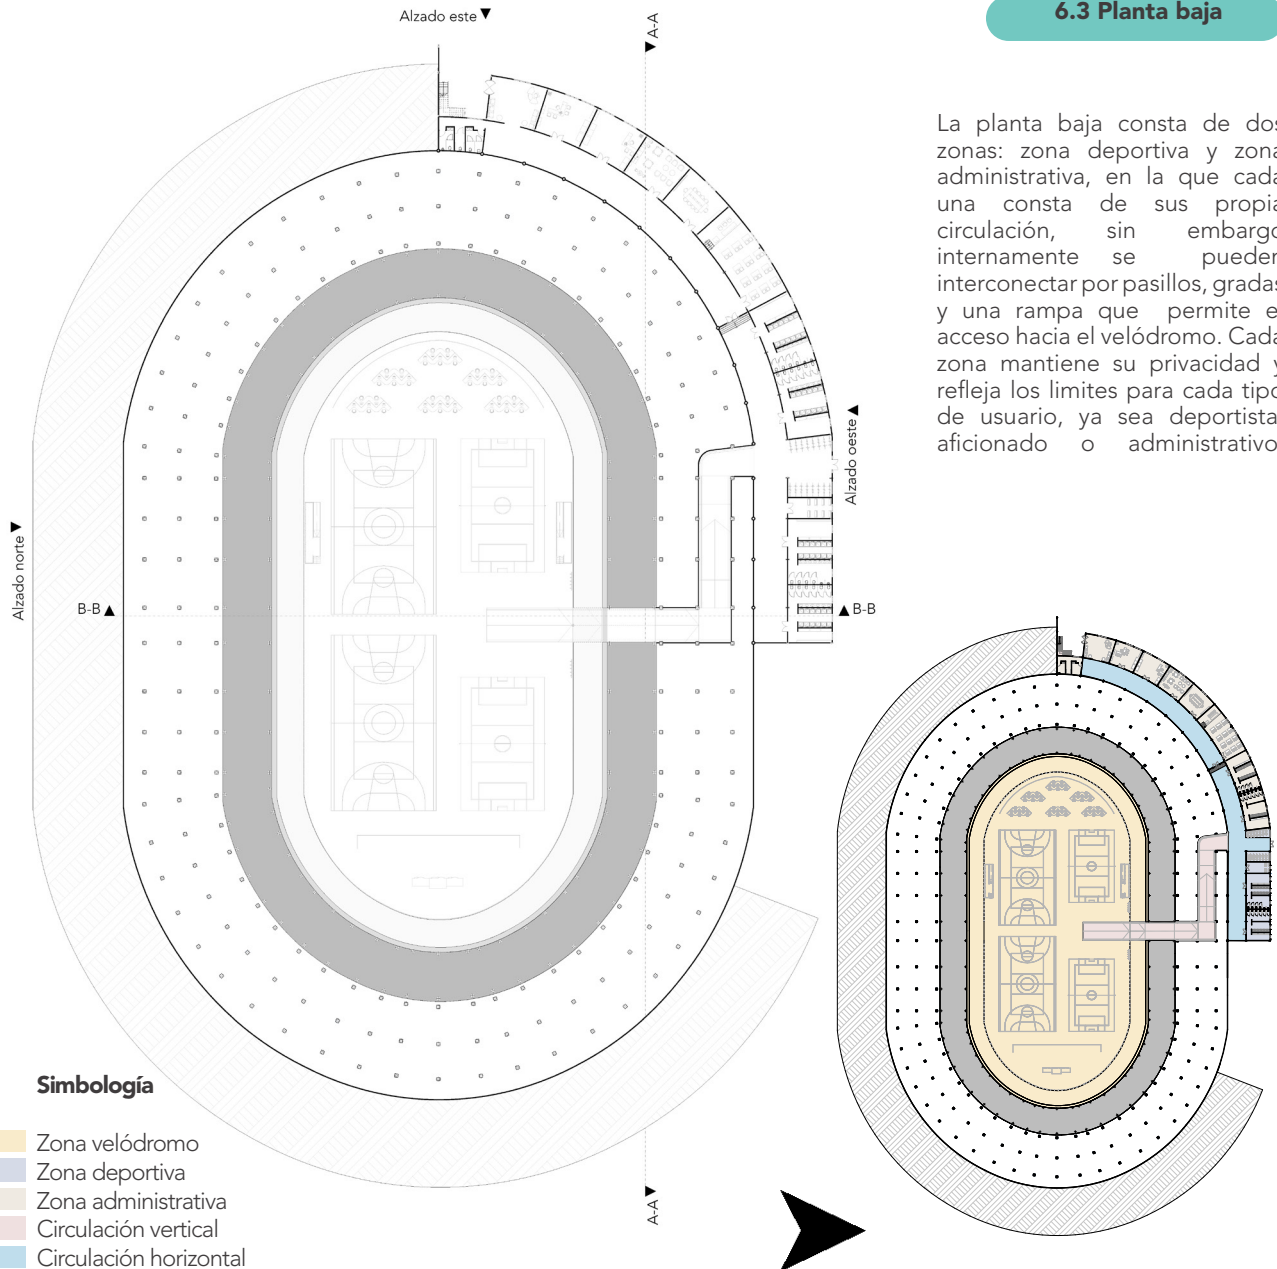 6.3 Planta baja
La planta baja consta de dos
zonas: zona deportiva y zona
administrativa, en la que cada
una consta de sus propia
circulación, sin embargo
internamente se pueden
interconectar por pasillos, gradas
y una rampa que permite el
acceso hacia el velódromo. Cada
zona mantiene su privacidad y
refleja los limites para cada tipo
de usuario, ya sea deportista,
aficionado o administrativo
Alzado este
A-A
Alzado oeste
Alzado norte
B-B
B-B
A-A
Simbología
Zona velódromo
Zona deportiva
Zona administrativa
Circulación vertical
Circulación horizontal